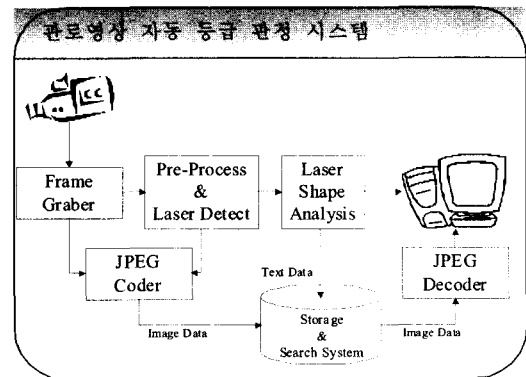 관로영상 자동 등급 판정 시스템
Frame
Graber
Pre-Process
&
Laser Detect
Laser
Shape
Analysis
JPEG
Coder
Text Data
JPEG
Decoder
Image Data
Storage
&
Search System
Image Data